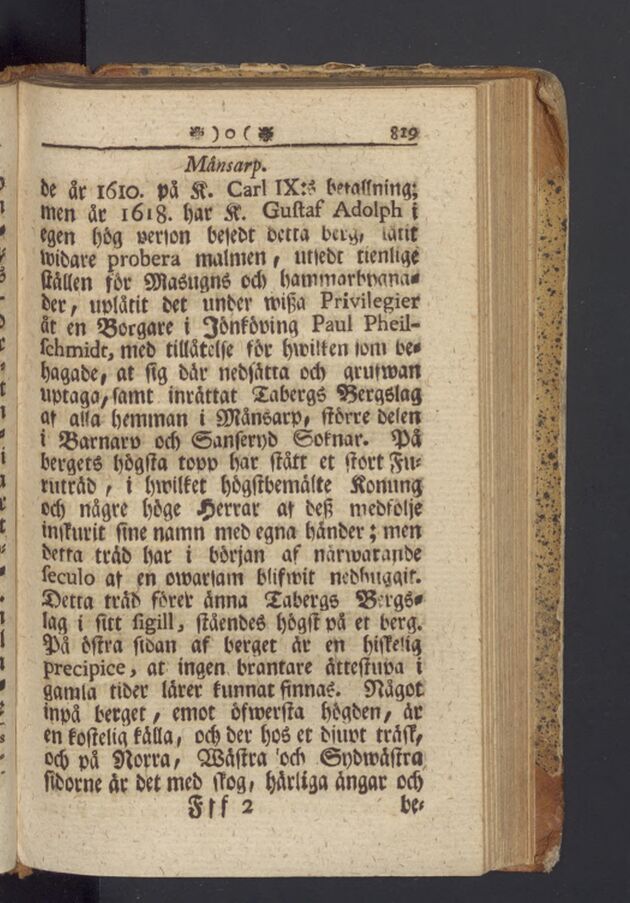 )o( 819
Månsarp.
de år 1610. på K. Carl IX:s betallning;
men år 1618. har K. Gustaf Adolph i
egen hög person besedt detta berg, låtit
widare probera malmen, utsedt tienlige
ställen för Masugns och hammarbygna-
der, uplåtit det under wißa Privilegier
åt en Borgare i Jönköping Paul Pheil-
schmidt, med tillåtelse för hwilken som be-
hagade, at sig där nedsätta och grufwan
uptaga, samt inrättat Tabergs Bergslag
af alla hemman i Månsarp, större delen
i Barnarp och Sanseryd Soknar. På
bergets högsta topp har stått et stort Fu-
ruträd, i hwilket högstbemälte Konung
och någre höge Herrar af deß medfölje
inskurit sine namn med egna händer; men
detta träd har i början af närwarande
seculo af en owarsam blifwit nedhuggit.
Detta träd förer änna Tabergs Bergs-
lag i sitt sigill, ståendes högst på et berg.
På östra sidan af berget är en hiskelig
precipice, at ingen brantare ättestupa i
gamla tider lärer kunnat finnas. Något
inpå berget, emot öfwersta högden, är
en kostelig källa, och der hos et diupt träsk,
och på Norra, Wästra och Sydwästra
sidorne är det med skog, härliga ängar och
Fff 2 be-